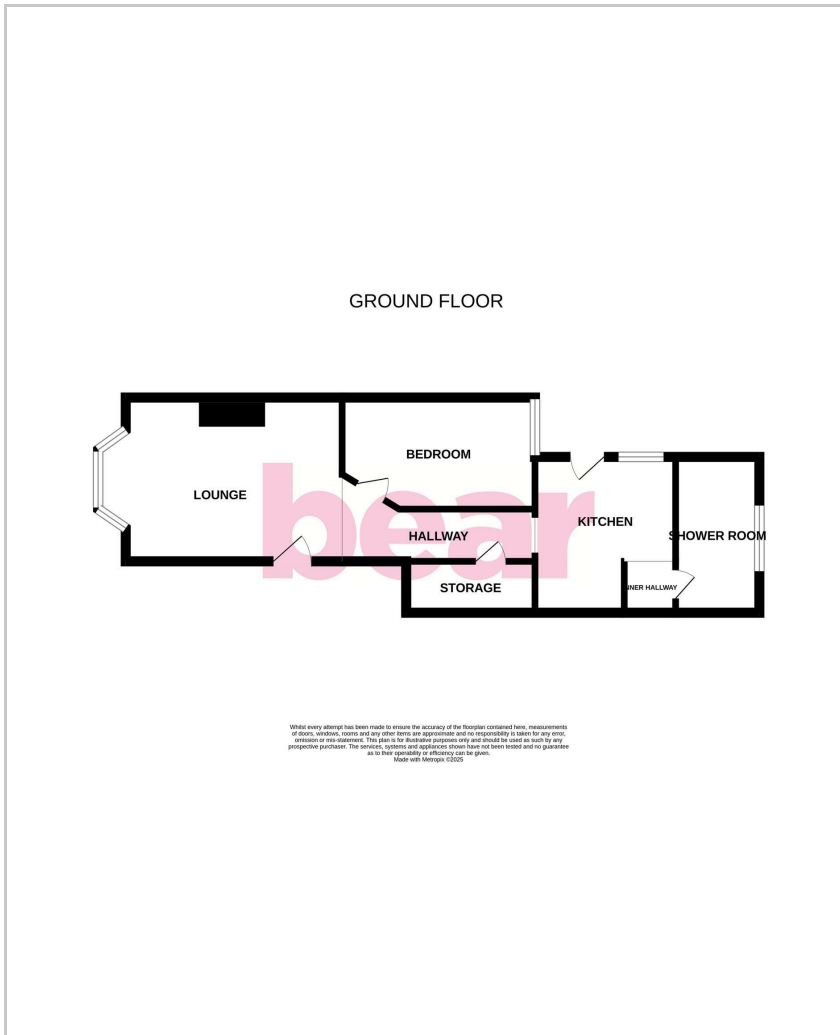 GROUND FLOOR
BEDROOM
LOUNGE
bear
HALLWAY
KITCHEN
SHOWER ROOM
STORAGE
NNER HALLWAY
Whilst every attempt has been made to ensure the accuracy of the floorplan contained here, measurements
of doors, windows, rooms and any other items are approximate and no responsibility is taken for any error,
omission or mis-statement. This plan is for illustrative purposes only and should be used as such by any
prospective purchaser. The services, systems and appliances shown have not been tested and no guarantee
as to their operability or efficiency can be given.
Made with Metropix ©2025